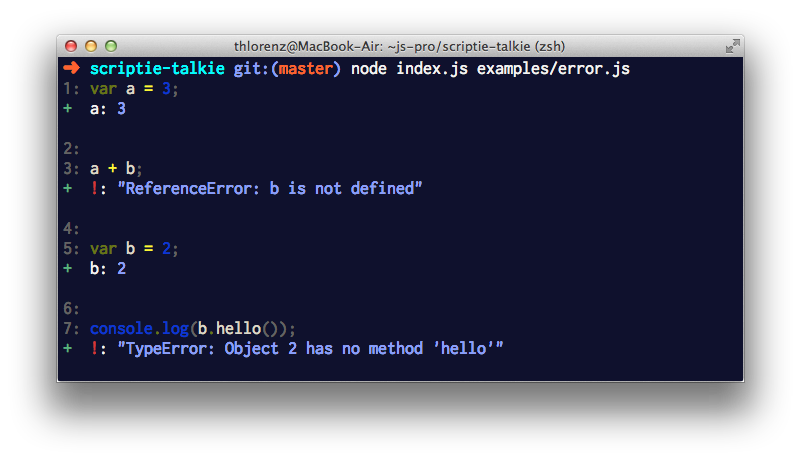 thlorenz@MacBook-Air: ~js-pro/scriptie-talkie (zsh)
➜ scriptie-talkie git:(master) node index.js examples/error.js
1: var a = 3;
+ a: 3
2:
3: a + b;
+ !: "ReferenceError: b is not defined"
4:
5: var b = 2;
+ b: 2
6:
7: console.log(b.hello());
+ !: "TypeError: Object 2 has no method 'hello'"